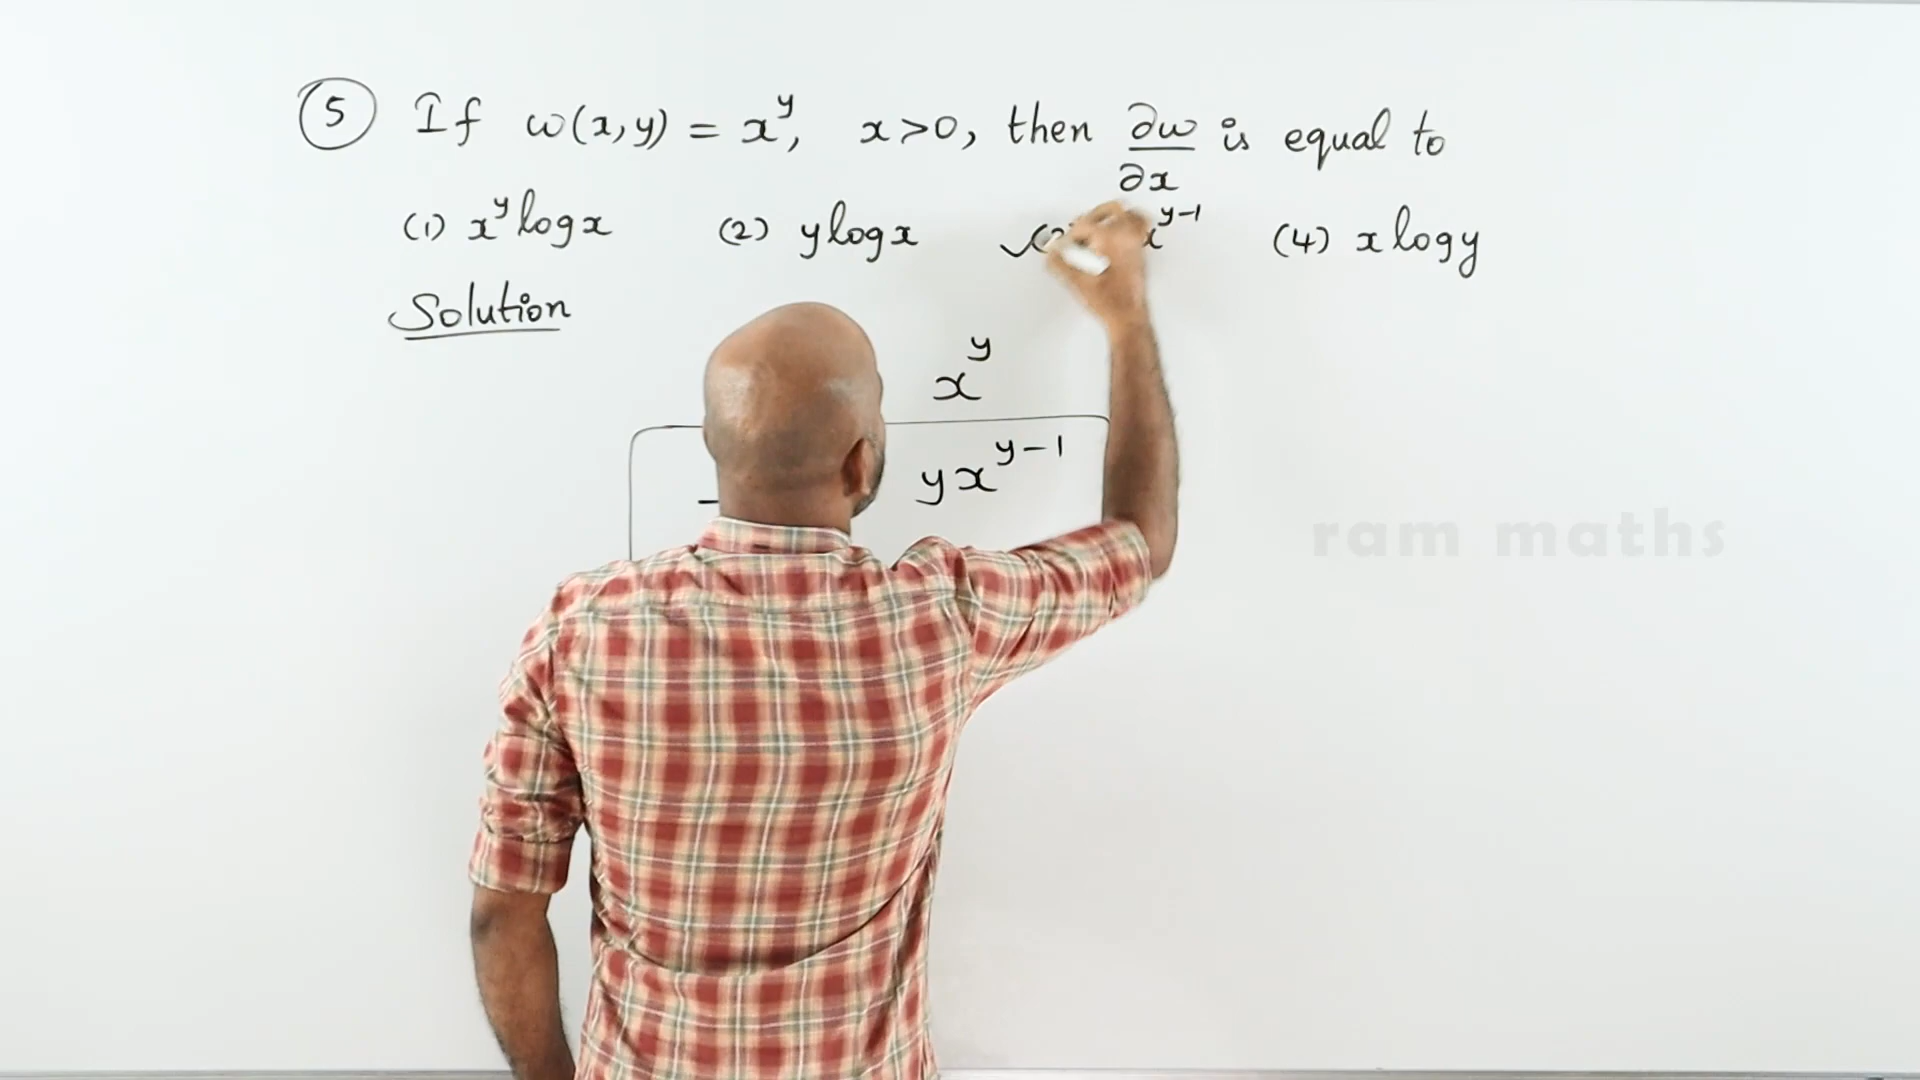 5 If w(x,y) = x^y, x>0, then ∂w/∂x is equal to
(1) x^y log x (2) y log x ✓ x^y-1 (4) x log y
Solution
x^y
yx^y-1
ram maths